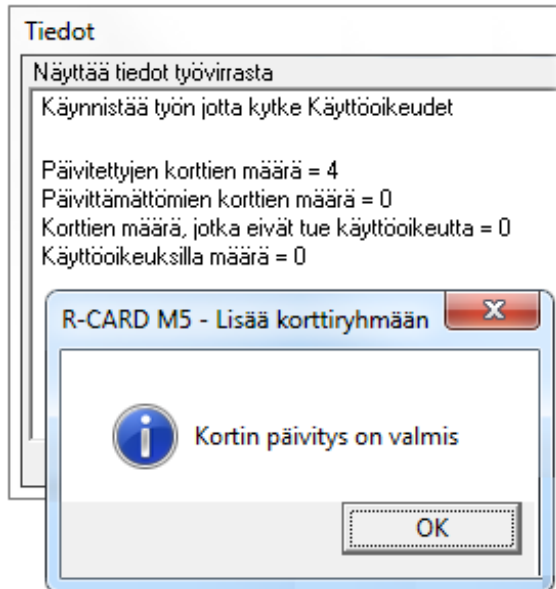 Tiedot
Näyttää tiedot työvirrasta
Käynnistää työn jotta kytke Käyttöoikeudet
Päivitettyjen korttien määrä = 4
Päivittämättömien korttien määrä = 0
Korttien määrä, jotka eivät tue käyttöoikeutta = 0
Käyttöoikeuksilla määrä = 0
R-CARD M5 - Lisää korttiryhmään
Kortin päivitys on valmis
OK